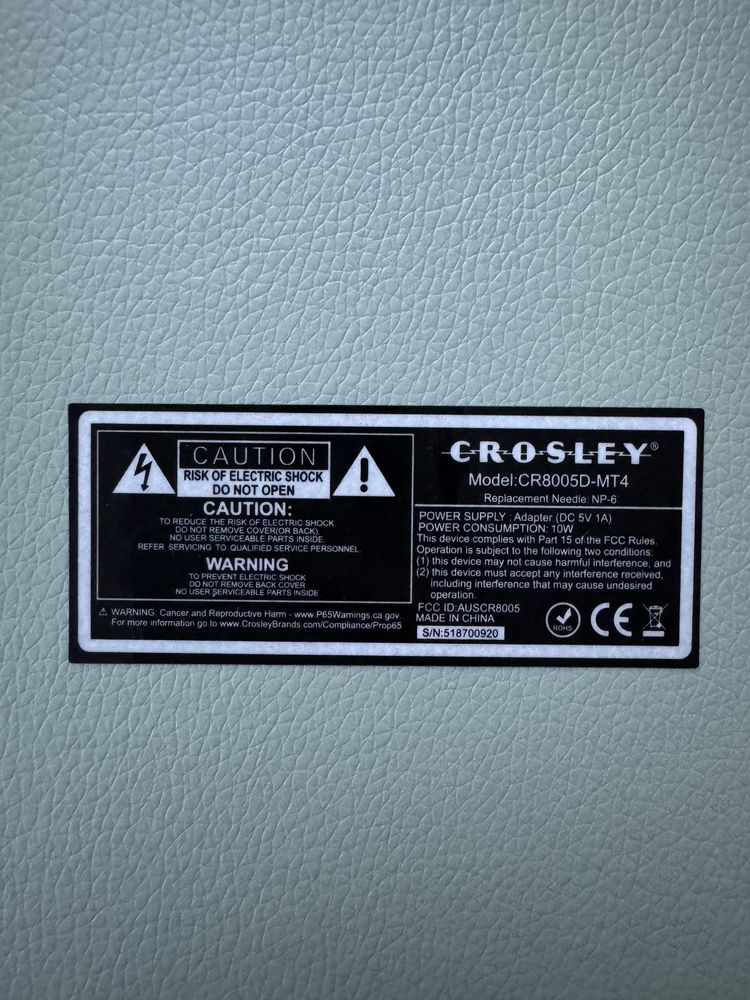 CAUTION
RISK OF ELECTRIC SHOCK
DO NOT OPEN
CAUTION:
TO REDUCE THE RISK OF ELECTRIC SHOCK
DO NOT REMOVE COVER(OR BACK).
NO USER SERVICEABLE PARTS INSIDE.
REFER SERVICING TO QUALIFIED SERVICE PERSONNEL.
WARNING
TO PREVENT ELECTRIC SHOCK
DO NOT REMOVE BACK COVER
NO USER SERVICEABLE PARTS INSIDE
WARNING: Cancer and Reproductive Harm - www.P65Warnings.ca.gov.
For more information go to www.CrosleyBrands.com/Compliance/Prop65
CROSLEY®
Model:CR8005D-MT4
Replacement Needle: NP-6
POWER SUPPLY : Adapter (DC 5V 1A)
POWER CONSUMPTION: 10W
This device complies with Part 15 of the FCC Rules.
Operation is subject to the following two conditions:
(1) this device may not cause harmful interference, and
(2) this device must accept any interference received,
including interference that may cause undesired
operation.
FCC ID:AUSCR8005
MADE IN CHINA
S/N:518700920
ROHS
CE